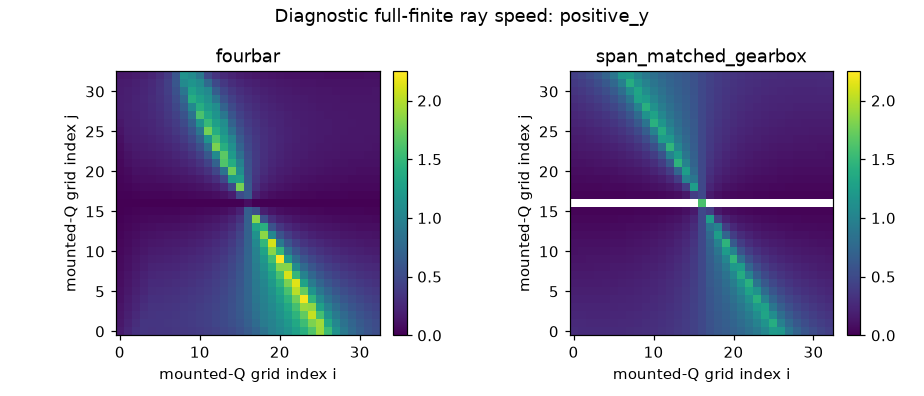 Diagnostic full-finite ray speed: positive_y
fourbar
mounted-Q grid index j
30
25
20
15
10
5
0
0 10 20 30
mounted-Q grid index i
2.0
1.5
1.0
0.5
0.0
span_matched_gearbox
mounted-Q grid index j
30
25
20
15
10
5
0
0 10 20 30
mounted-Q grid index i
2.0
1.5
1.0
0.5
0.0